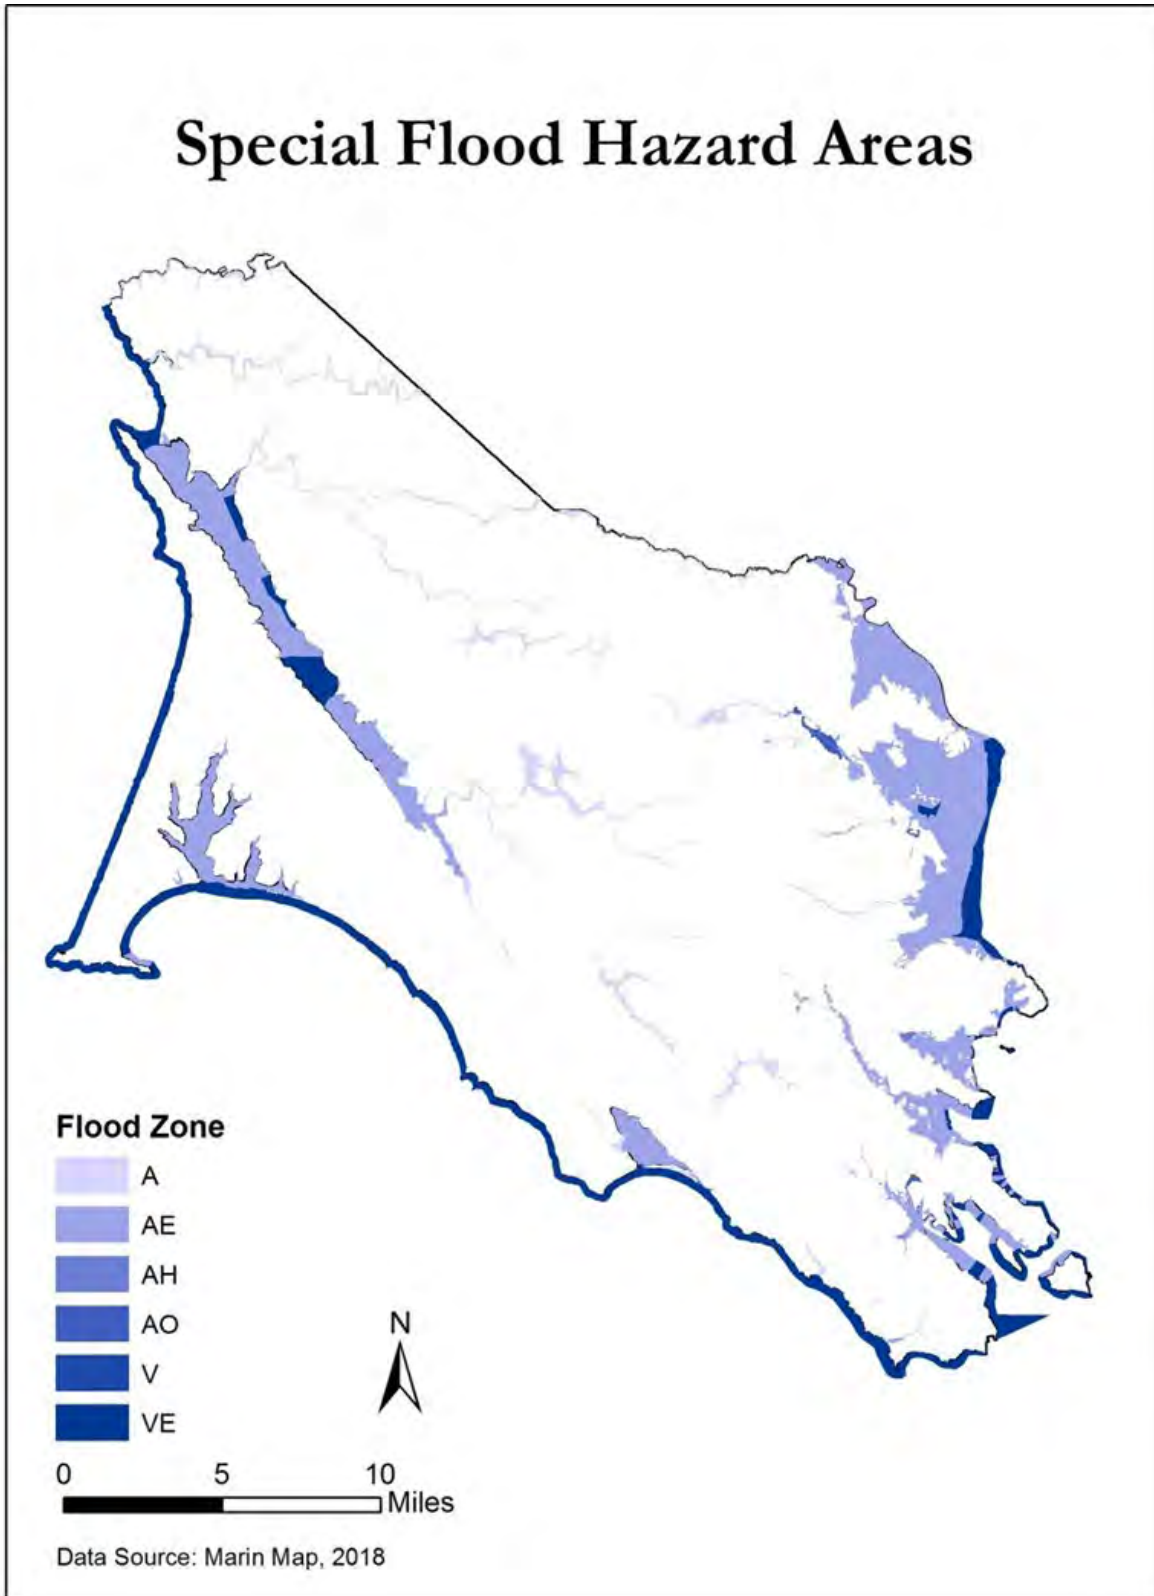 Special Flood Hazard Areas
Flood Zone
A
AE
AH
AO
V
VE
N
0 5 10
Miles
Data Source: Marin Map, 2018